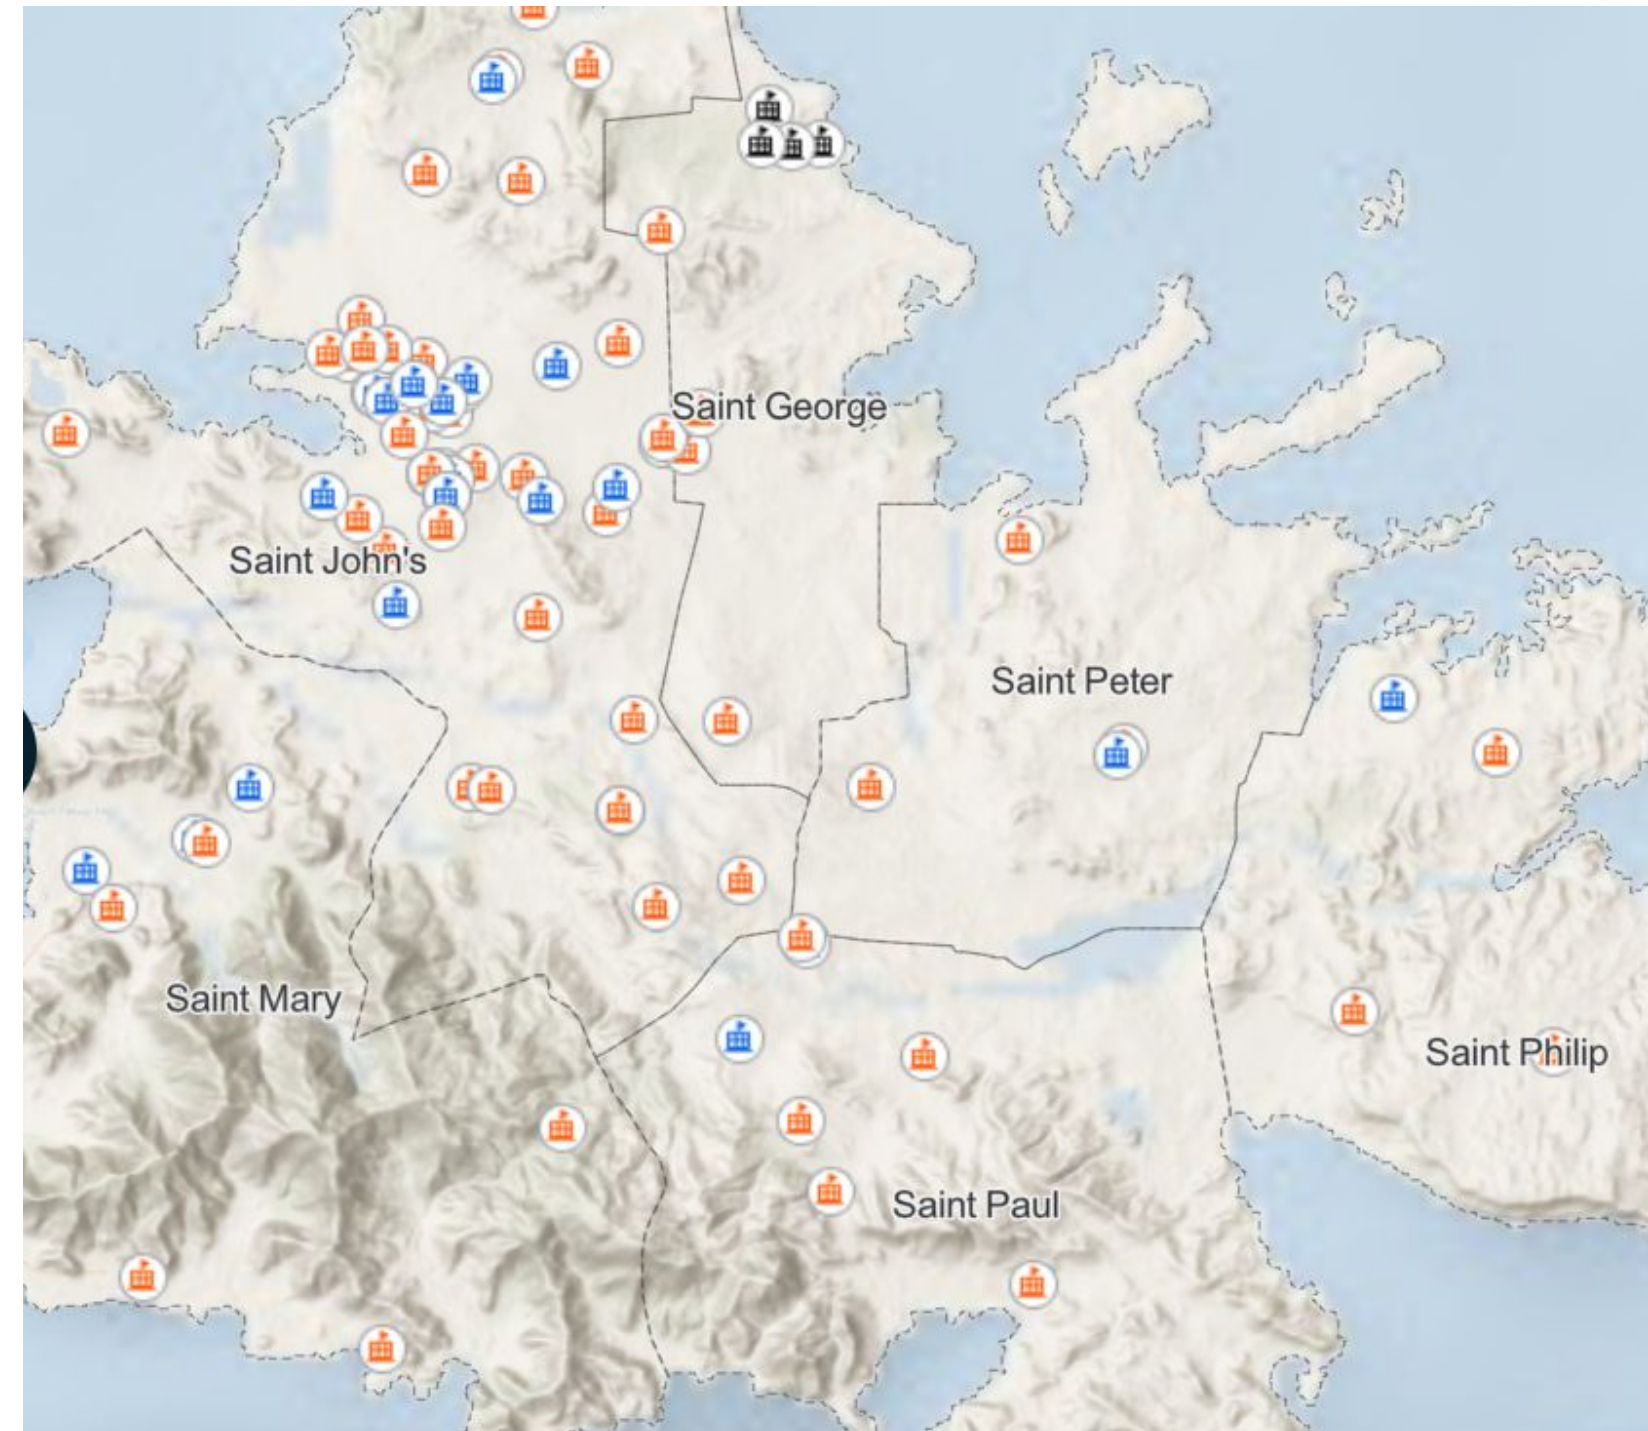 Saint George
Saint John's
Saint Peter
Saint Mary
Saint Philip
Saint Paul